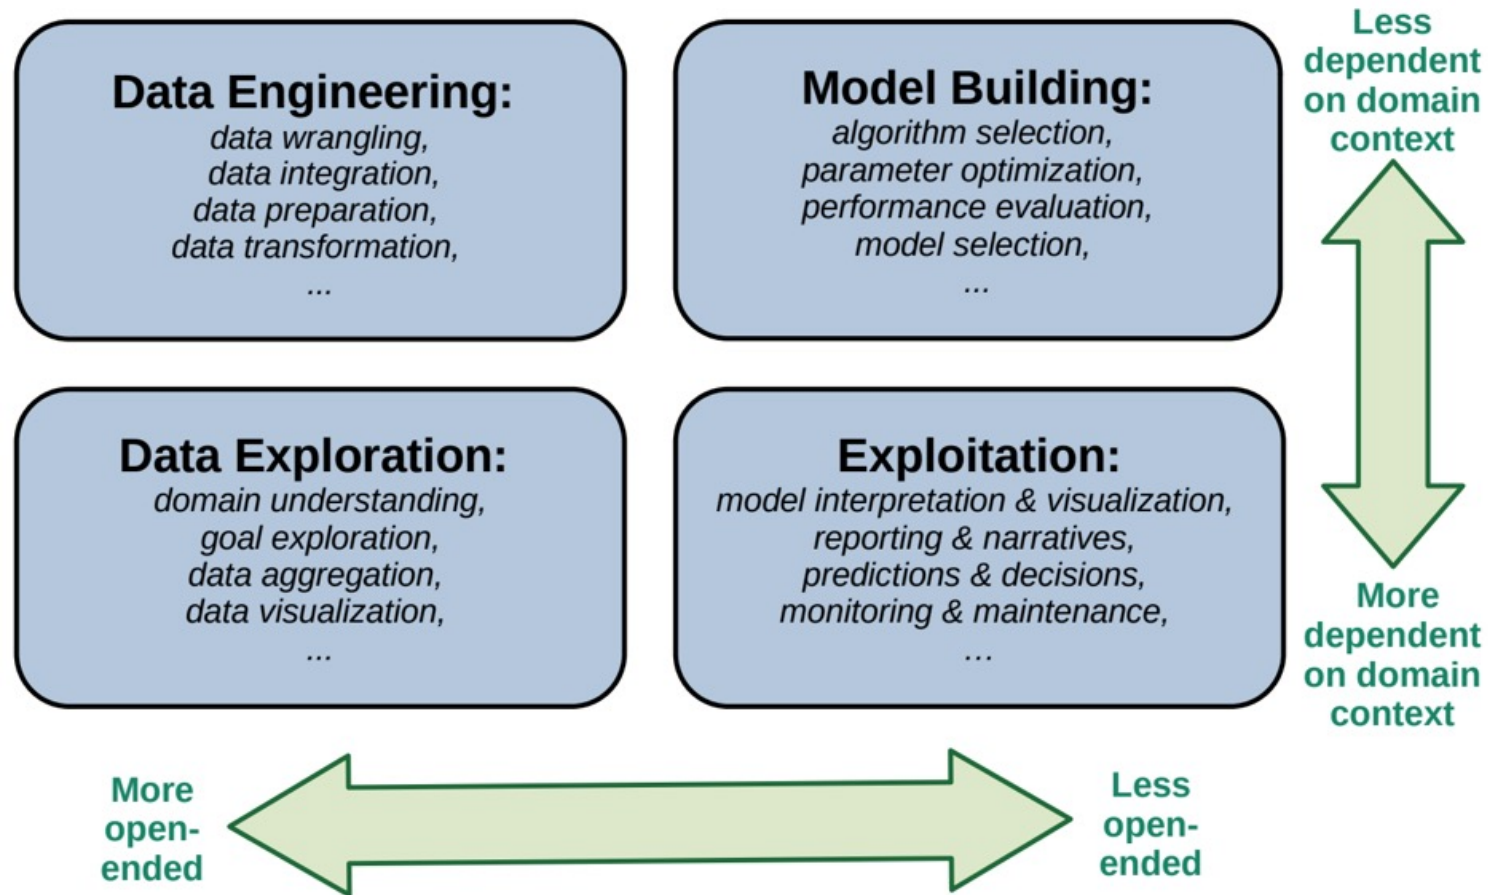 Data Engineering:
data wrangling,
data integration,
data preparation,
data transformation,
...
Model Building:
algorithm selection,
parameter optimization,
performance evaluation,
model selection,
...
Less
dependent
on domain
context
Data Exploration:
domain understanding,
goal exploration,
data aggregation,
data visualization,
...
Exploitation:
model interpretation & visualization,
reporting & narratives,
predictions & decisions,
monitoring & maintenance,
...
More
dependent
on domain
context
More
open-
ended
Less
open-
ended